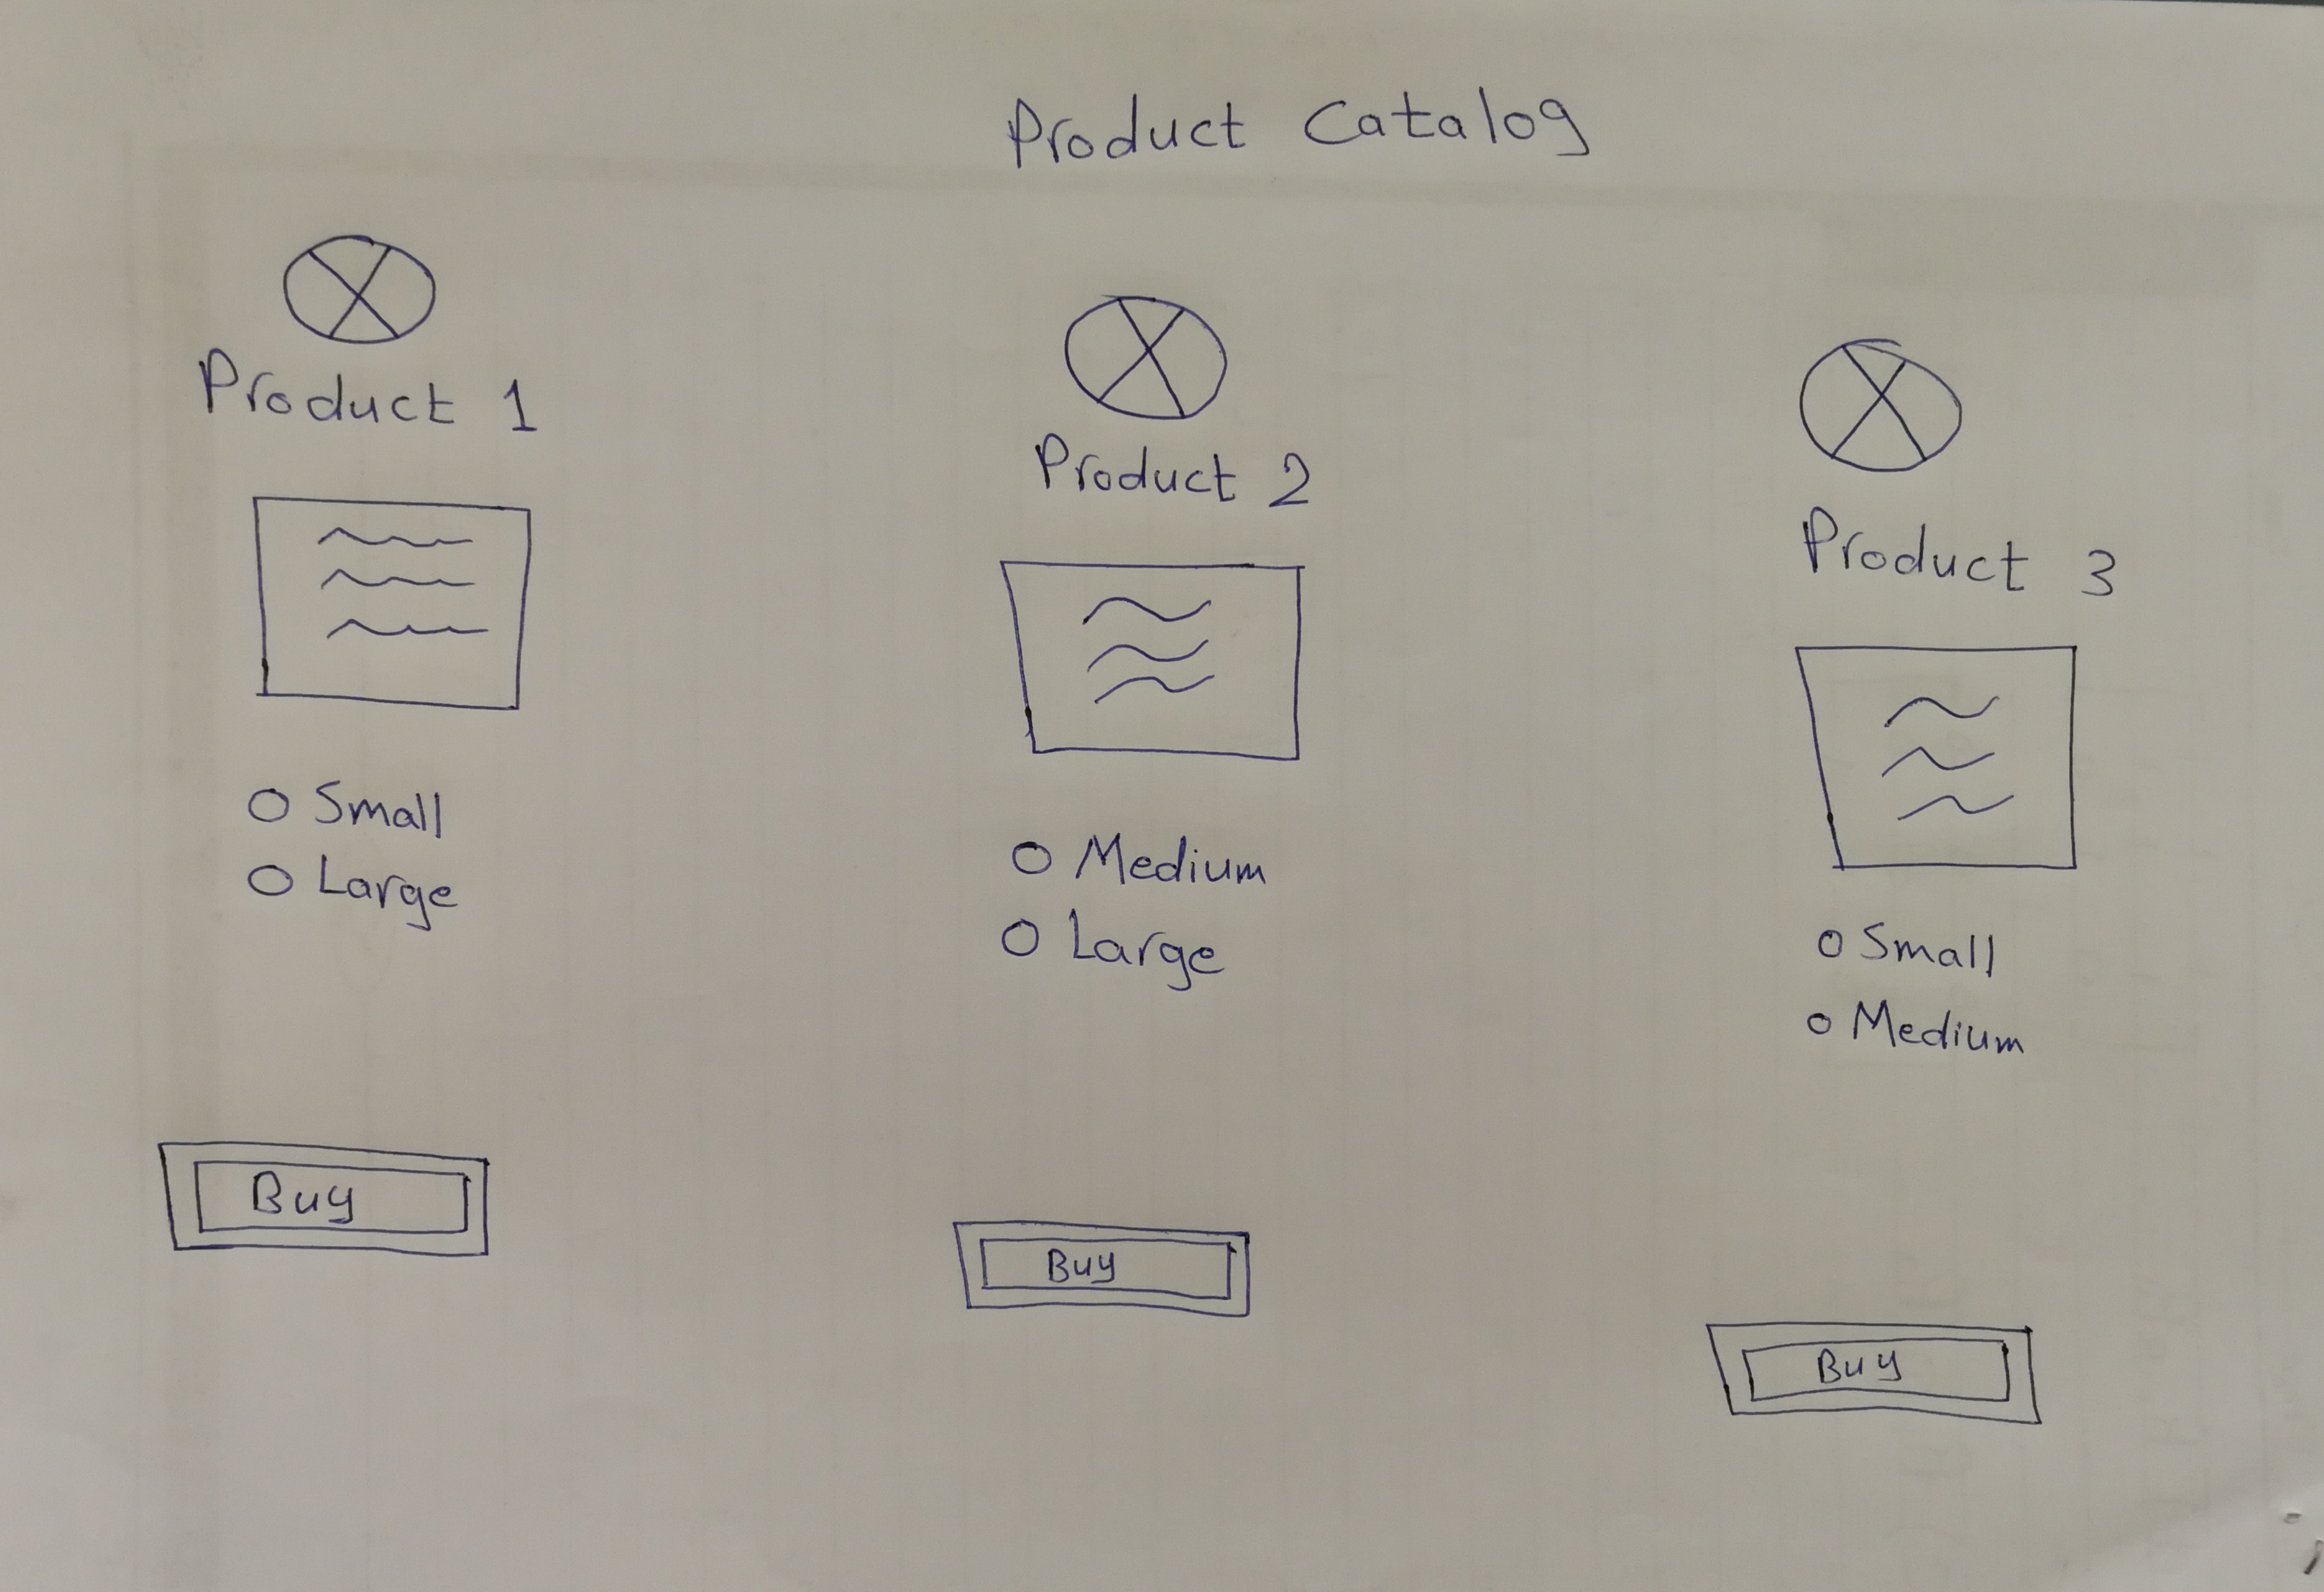 Product Catalog
Product 1
Small
Large
Buy
Product 2
Medium
Large
Buy
Product 3
Small
Medium
Buy